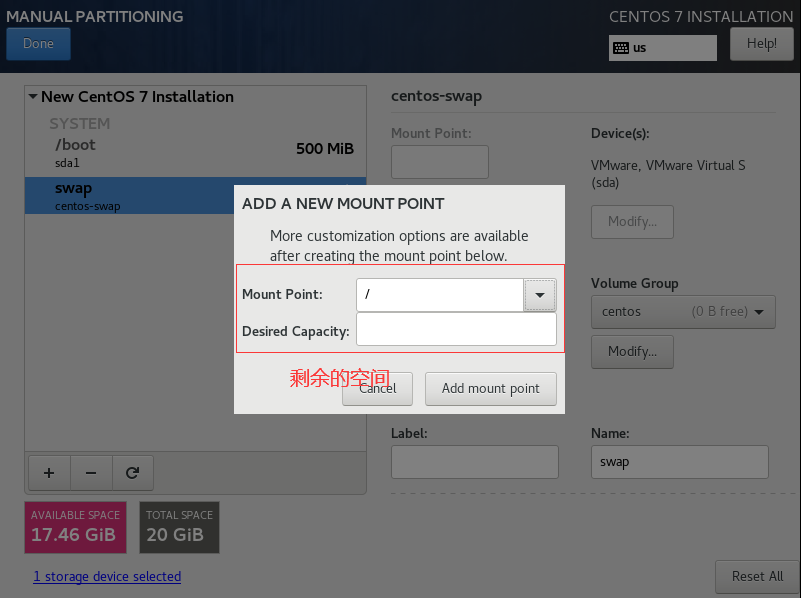 MANUAL PARTITIONING
CENTOS 7 INSTALLATION
Done
us
Help!
New CentOS 7 Installation
SYSTEM
/boot
500 MiB
sda1
swap
centos-swap
centos-swap
Mount Point:
Device(s):
VMware, VMware Virtual S
(sda)
Modify...
Volume Group
centos (0 B free)
Modify...
Label:
Name:
swap
ADD A NEW MOUNT POINT
More customization options are available
after creating the mount point below.
Mount Point: /
Desired Capacity:
剩余的空间
Cancel
Add mount point
+ −
AVAILABLE SPACE
17.46 GiB
TOTAL SPACE
20 GiB
1 storage device selected
Reset All